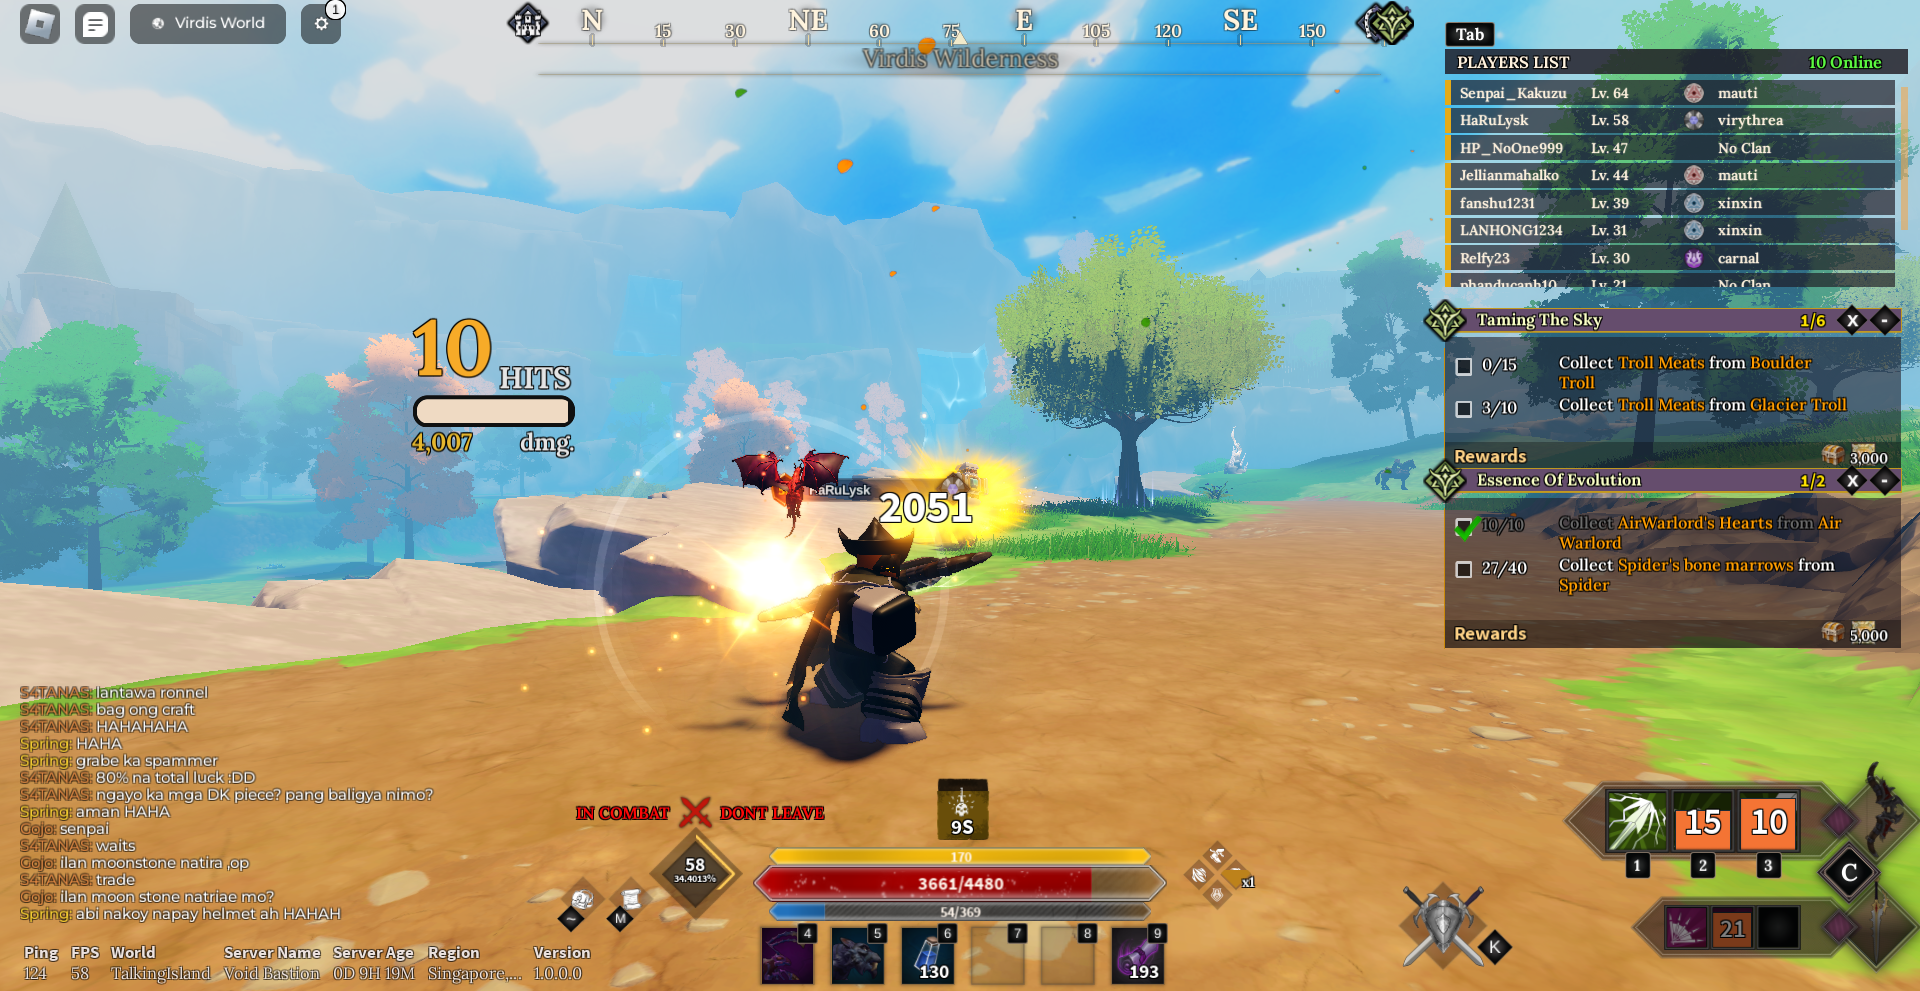 Virdis World
1
N 15 30 NE 60 75 E 105 120 SE 150
Virdis Wilderness
Tab
PLAYERS LIST 10 Online
Senpai_Kakuzu Lv. 64 mauti
HaRuLysk Lv. 58 virythrea
HP_NoOne999 Lv. 47 No Clan
Jellianmahalko Lv. 44 mauti
fanshu1231 Lv. 39 xinxin
LANHONG1234 Lv. 31 xinxin
Relfy23 Lv. 30 carnal
phanducanh10 Lv. 21 No Clan
Taming The Sky 1/6 X -
0/15 Collect Troll Meats from Boulder
Troll
3/10 Collect Troll Meats from Glacier Troll
Rewards 3,000
Essence Of Evolution 1/2 X -
10/10 Collect AirWarlord's Hearts from Air
Warlord
27/40 Collect Spider's bone marrows from
Spider
Rewards 5,000
10 HITS
4,007 dmg.
HaRuLysk
2051
S4TANAS: lantawa ronnel
S4TANAS: bag ong craft
S4TANAS: HAHAHAHA
Spring: HAHA
Spring: grabe ka spammer
S4TANAS: 80% na total luck :DD
S4TANAS: ngayo ka mga DK piece? pang baligya nimo?
Spring: aman HAHA
Gojo: senpai
S4TANAS: waits
Gojo: ilan moonstone natira ,op
S4TANAS: trade
Gojo: ilan moon stone natriae mo?
Spring: abi nakoy napay helmet ah HAHAH
IN COMBAT DONT LEAVE
9S
58
34.4013%
170
3661/4480
54/369
x1
~ M
4 5 6 7 8 9
130 193
K
15 10
1 2 3
C
21
Ping FPS World Server Name Server Age Region Version
124 58 TalkingIsland Void Bastion 0D 9H 19M Singapore,... 1.0.0.0